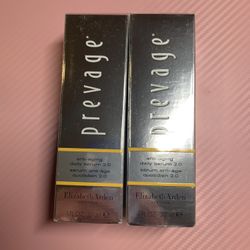 prevage®
anti-aging
daily serum 2.0
sérum anti-âge
quotidien 2.0
Elizabeth Arden
prevage®
anti-aging
daily serum 2.0
sérum anti-âge
quotidien 2.0
Elizabeth Arden